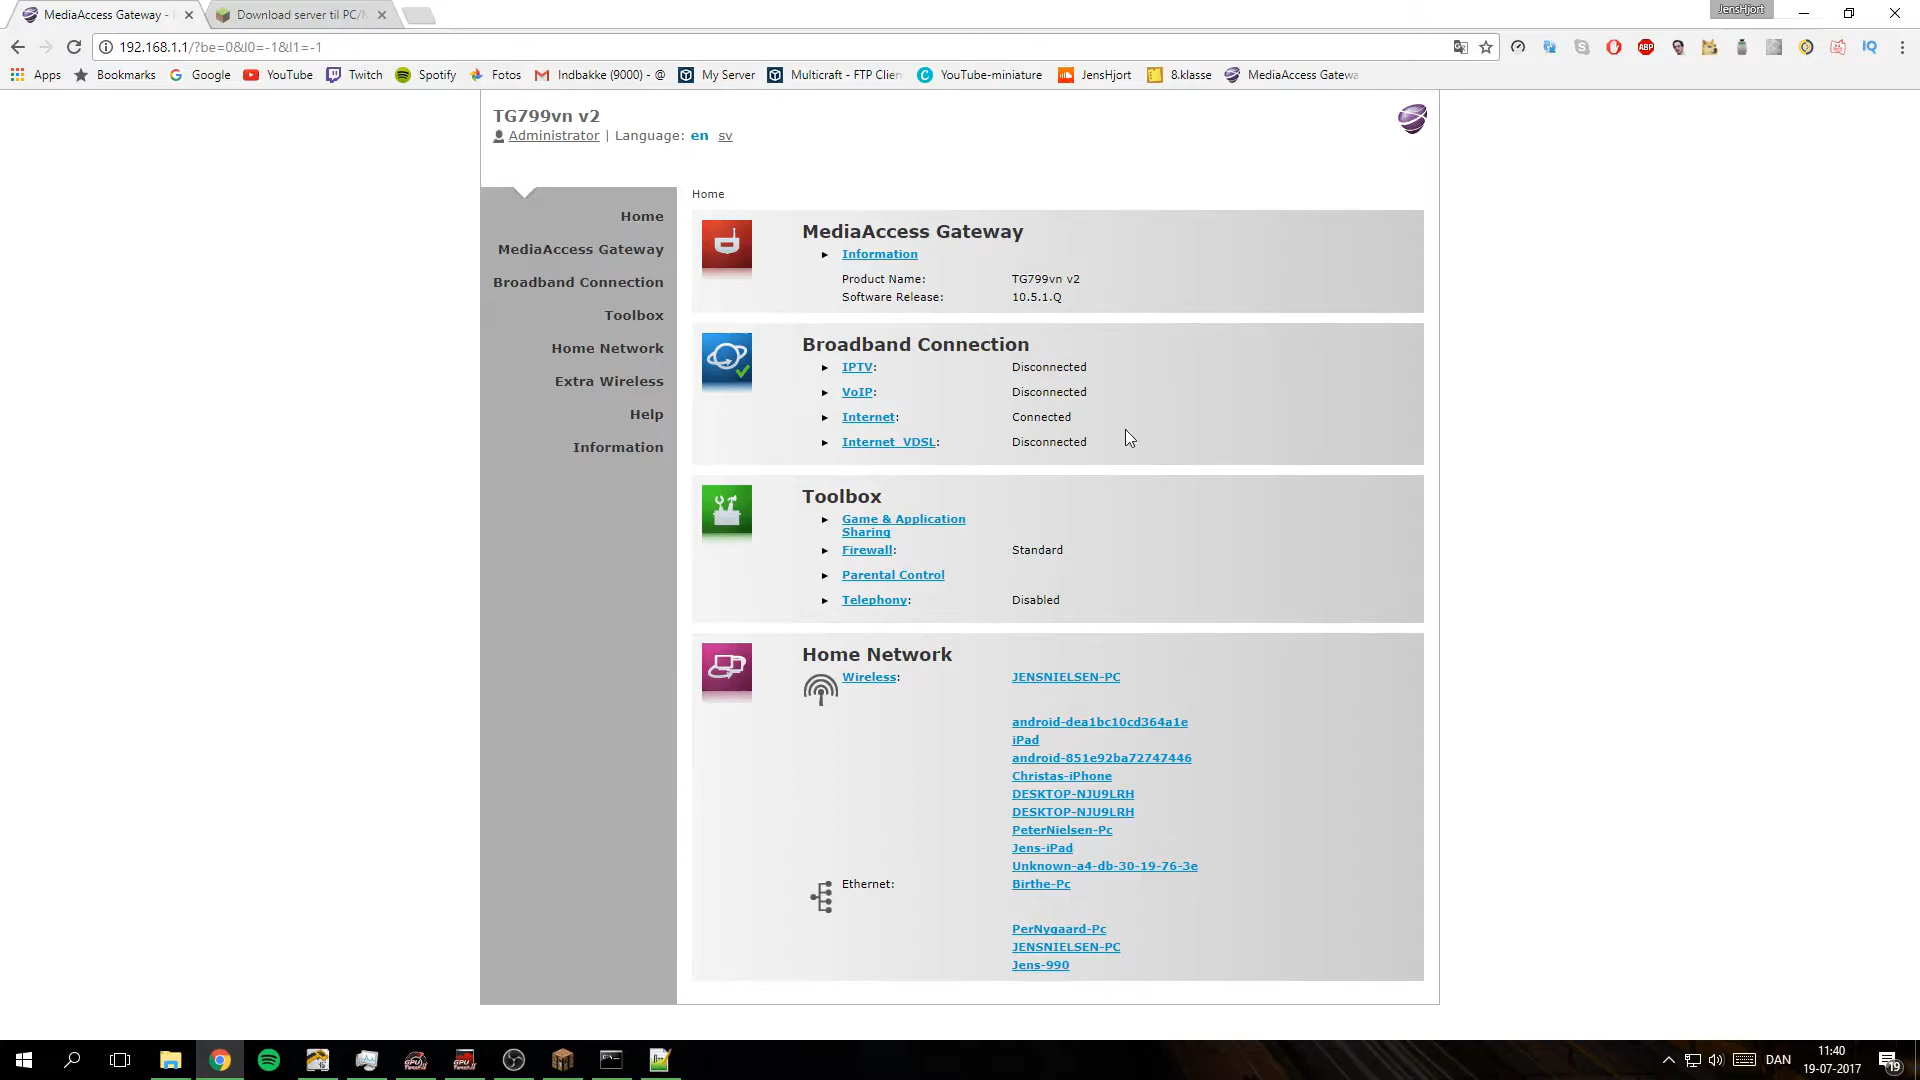 MediaAccess Gateway -
Download server til PC/M
JensHjort
192.168.1.1/?be=0&l0=-1&l1=-1
Apps
Bookmarks
Google
YouTube
Twitch
Spotify
Fotos
Indbakke (9000) - @
My Server
Multicraft - FTP Clien
YouTube-miniature
JensHjort
8.klasse
MediaAccess Gatewa
ABP
IQ
TG799vn v2
Administrator | Language: en sv
Home
MediaAccess Gateway
Broadband Connection
Toolbox
Home Network
Extra Wireless
Help
Information
Home
MediaAccess Gateway
Information
Product Name: TG799vn v2
Software Release: 10.5.1.Q
Broadband Connection
IPTV: Disconnected
VoIP: Disconnected
Internet: Connected
Internet_VDSL: Disconnected
Toolbox
Game & Application
Sharing
Firewall: Standard
Parental Control
Telephony: Disabled
Home Network
Wireless: JENSNIELSEN-PC
android-dea1bc10cd364a1e
iPad
android-851e92ba72747446
Christas-iPhone
DESKTOP-NJU9LRH
DESKTOP-NJU9LRH
PeterNielsen-Pc
Jens-iPad
Unknown-a4-db-30-19-76-3e
Ethernet: Birthe-Pc
PerNygaard-Pc
JENSNIELSEN-PC
Jens-990
DAN
11:40
19-07-2017
19